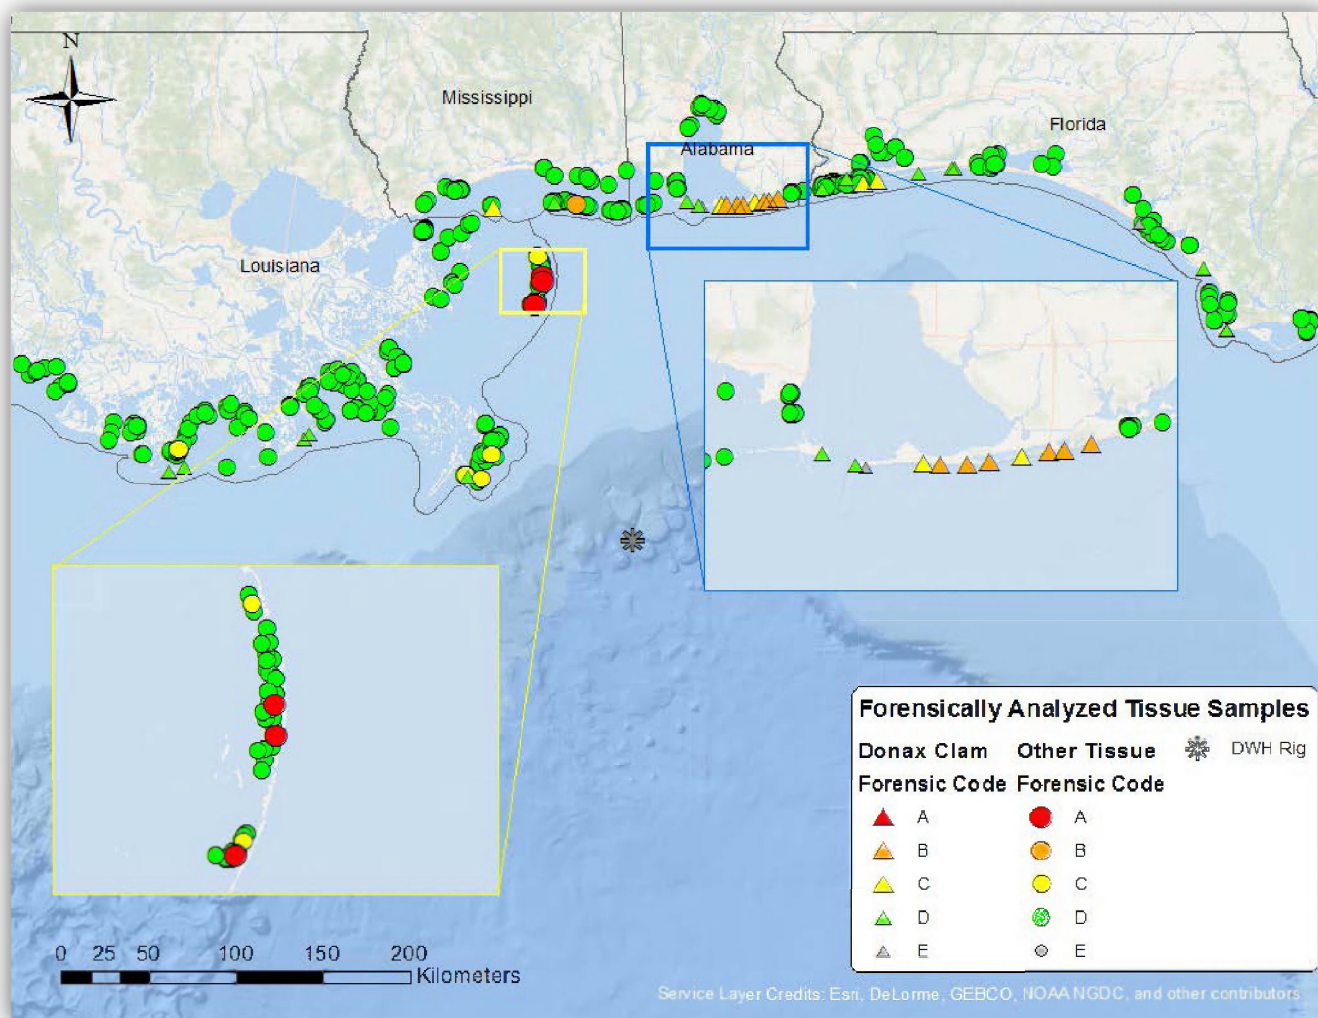 N
Mississippi
Alabama
Florida
Louisiana
Forensically Analyzed Tissue Samples
Donax Clam Other Tissue DWH Rig
Forensic Code Forensic Code
A A
B B
C C
D D
E E
0 25 50 100 150 200
Kilometers
Service Layer Credits: Esri, DeLorme, GEBCO, NOAA NGDC, and other contributors